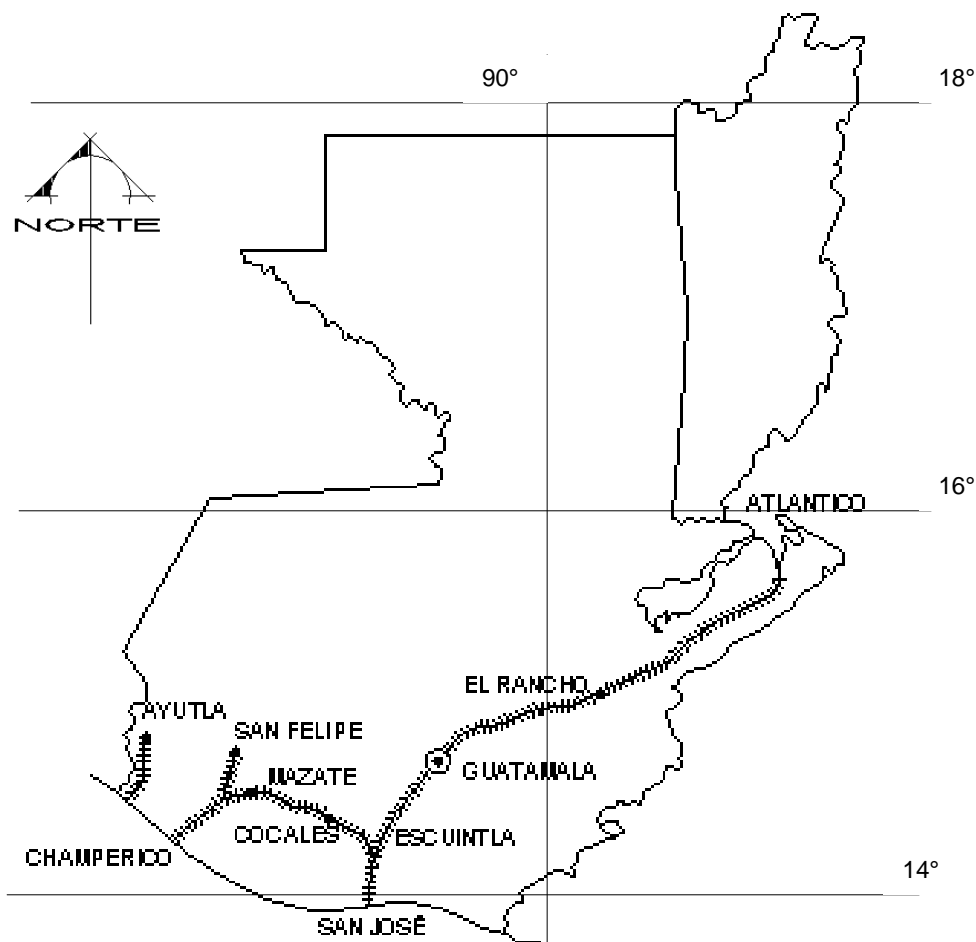 90°
18°
NORTE
16°
ATLANTICO
AYUTLA
EL RANCHO
SAN FELIPE
MAZATE
GUATAMALA
COCALES
ESCUINTLA
CHAMPERICO
14°
SAN JOSÉ